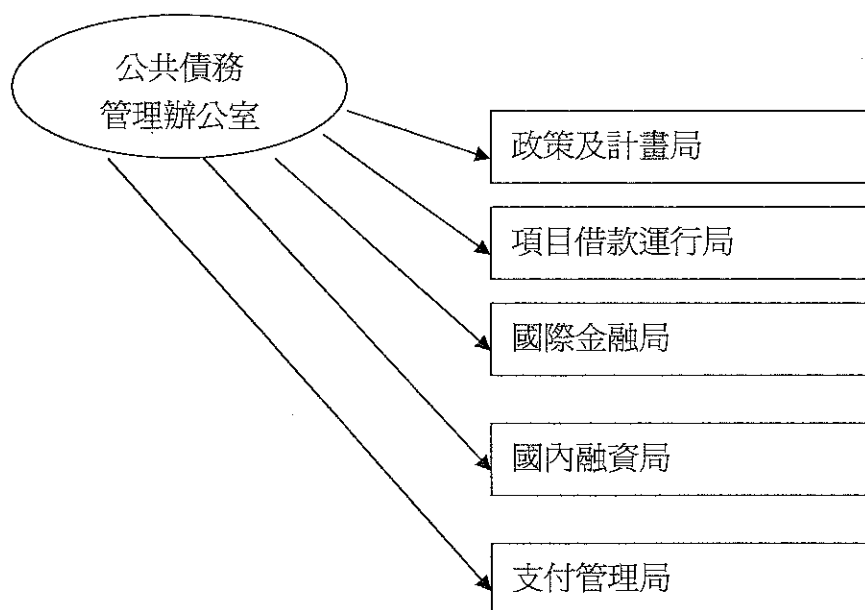 公共債務
管理辦公室
政策及計畫局
項目借款運行局
國際金融局
國內融資局
支付管理局